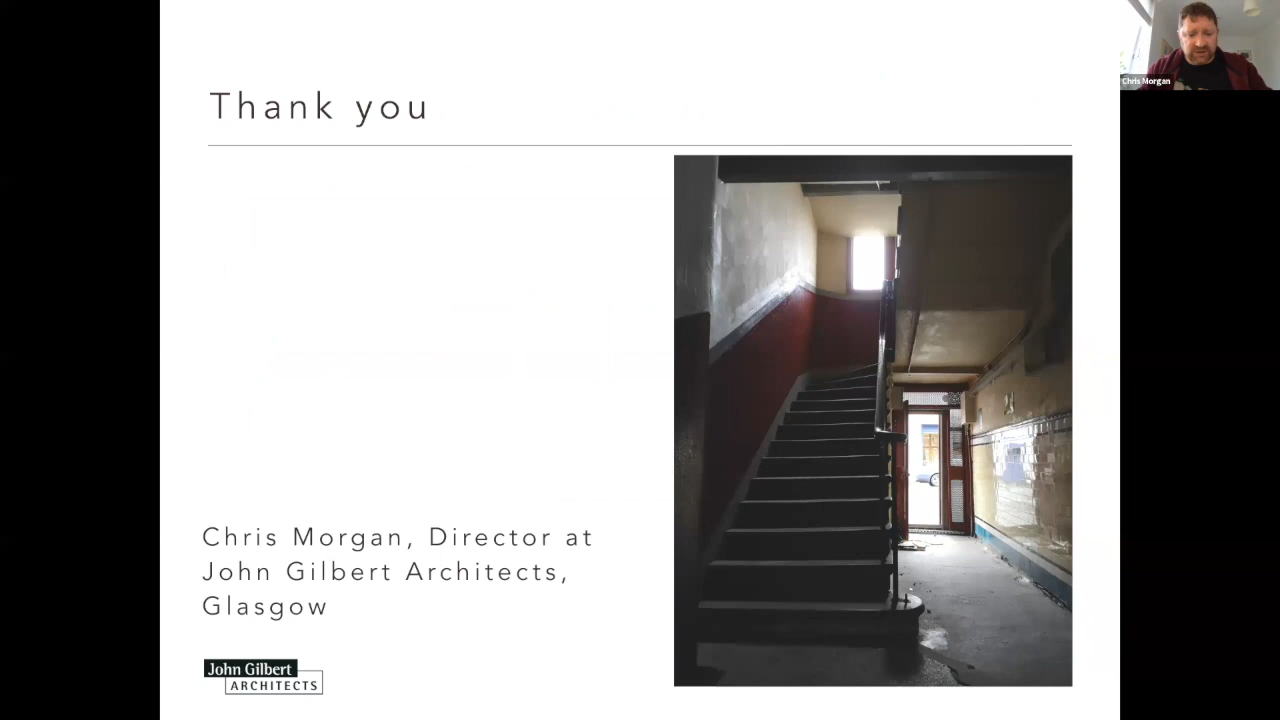 Chris Morgan
Thank you
Chris Morgan, Director at
John Gilbert Architects,
Glasgow
John Gilbert
ARCHITECTS